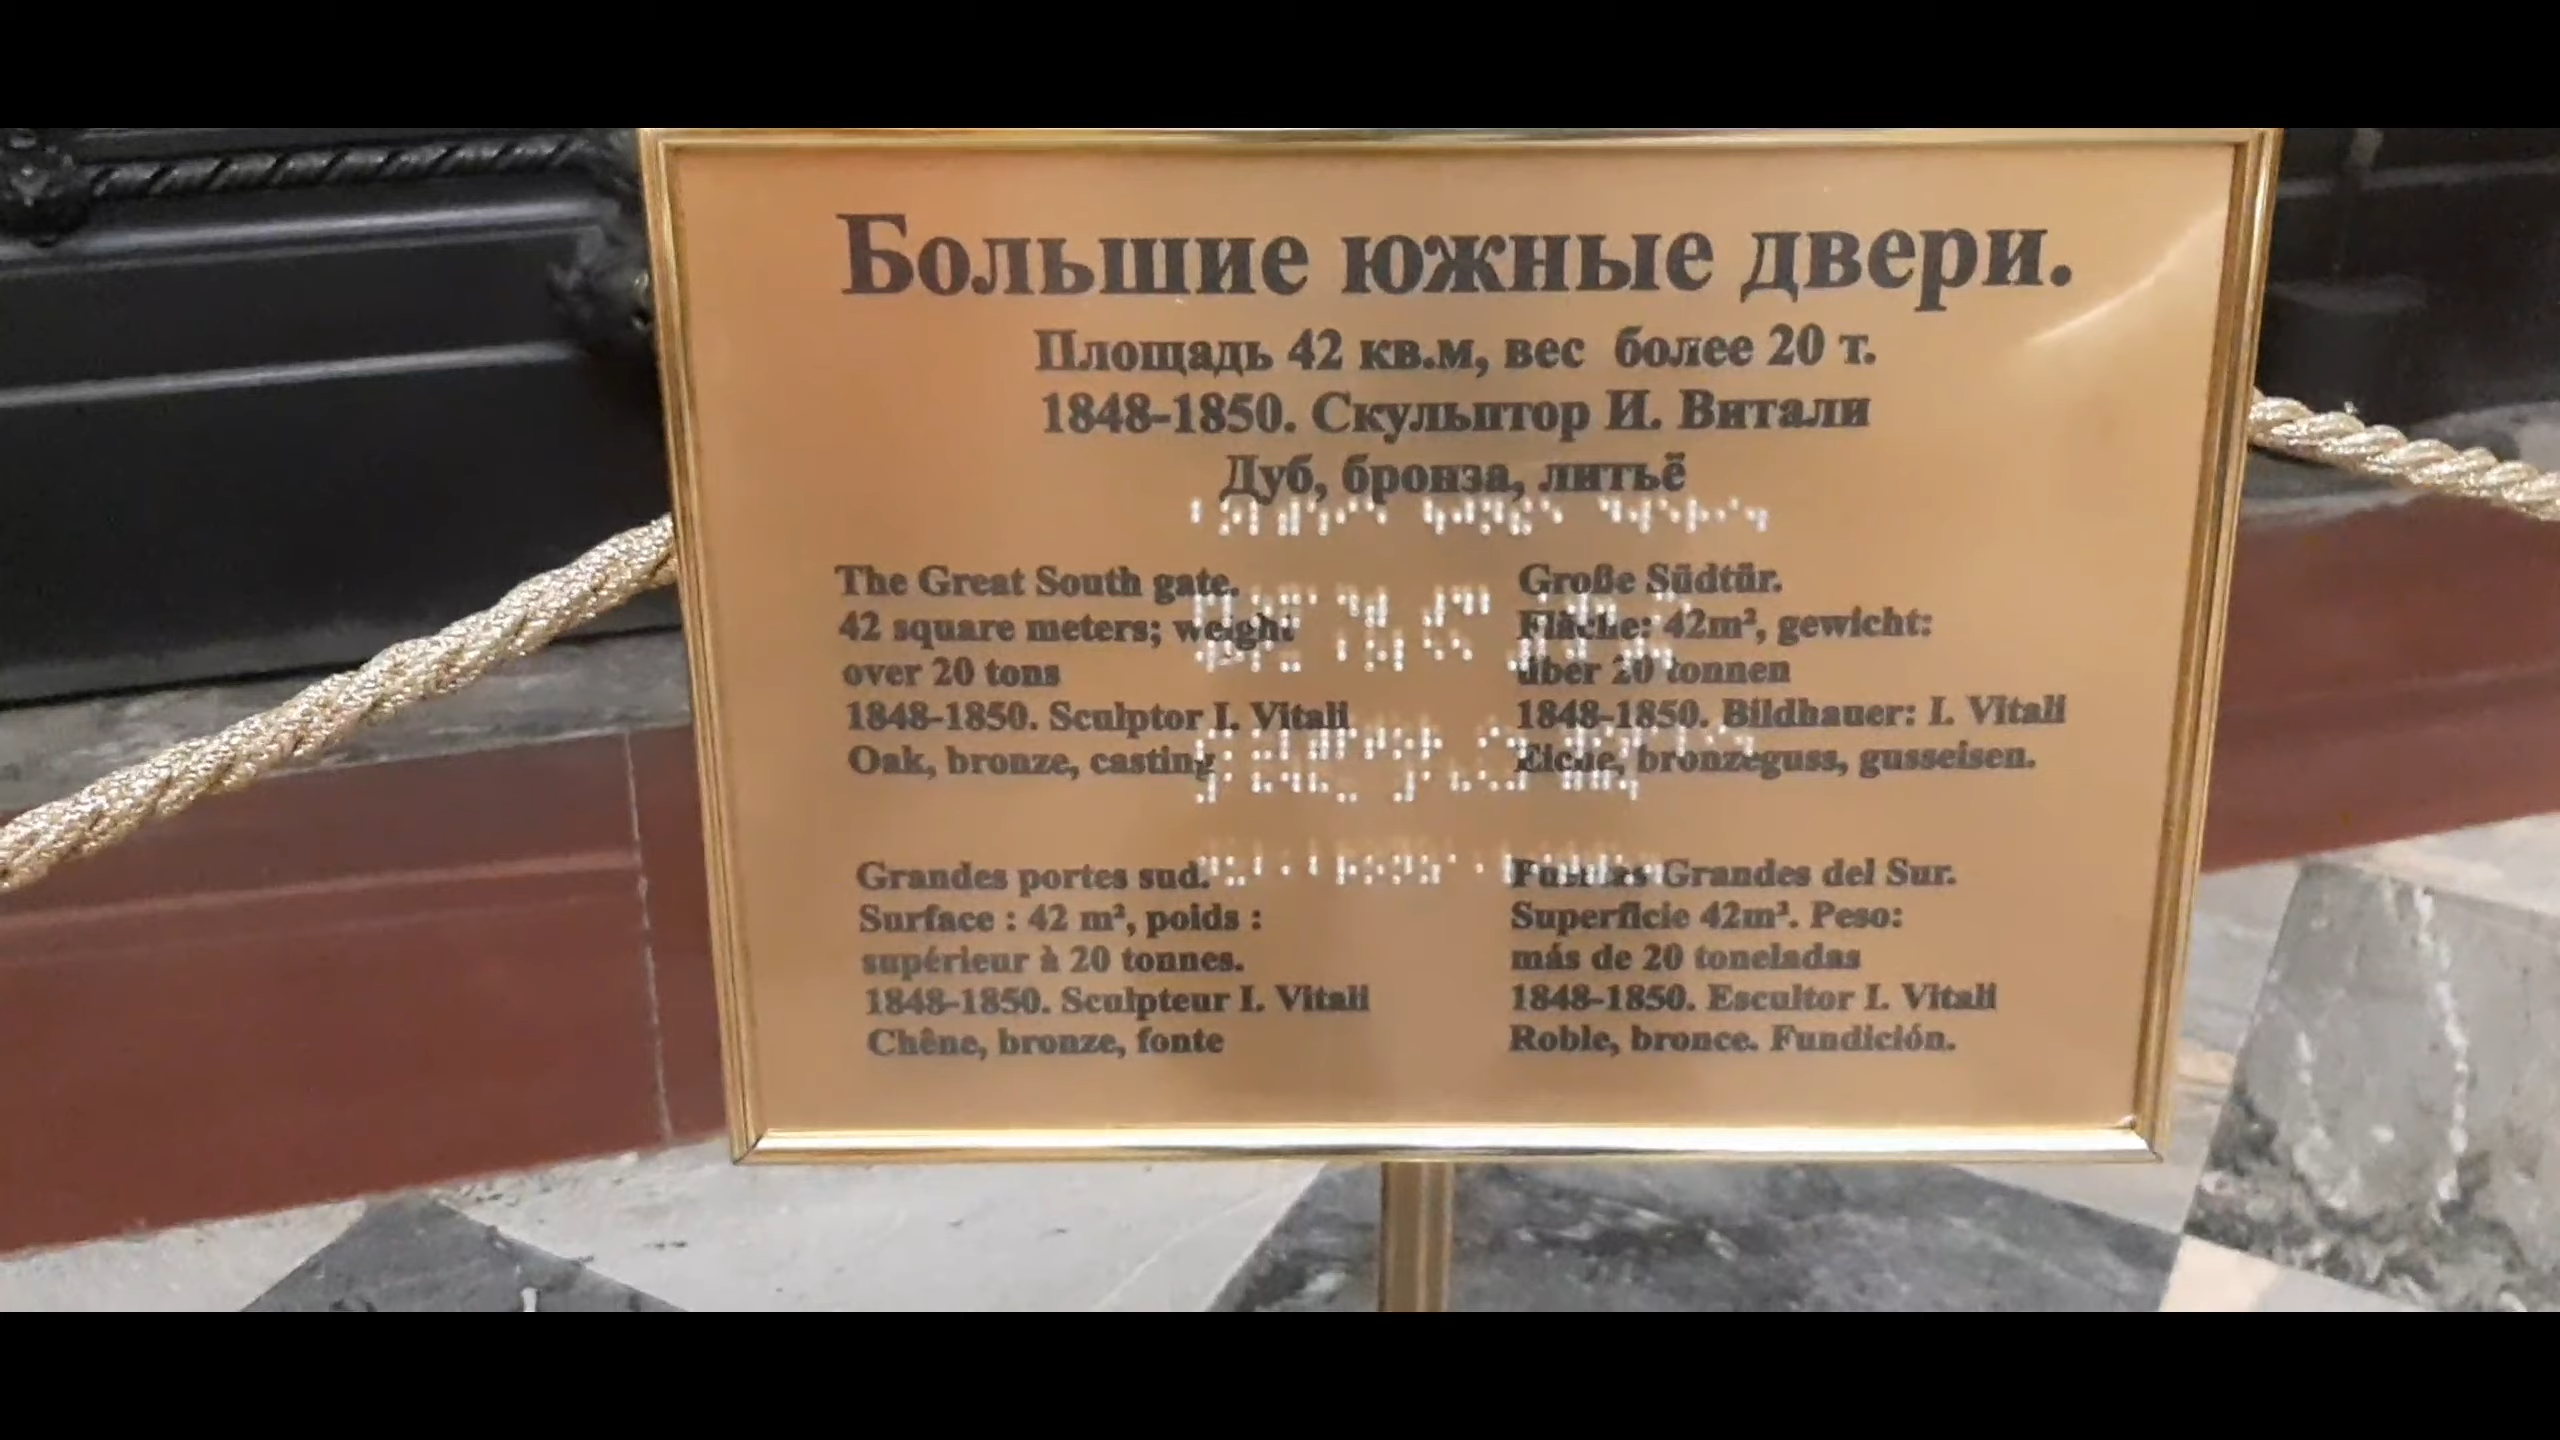 Большие южные двери.
Площадь 42 кв.м, вес более 20 т.
1848-1850. Скульптор И. Витали
Дуб, бронза, литьё
The Great South gate.
42 square meters; weight
over 20 tons
1848-1850. Sculptor I. Vitali
Oak, bronze, casting
Große Südtür.
Fläche: 42m², gewicht:
über 20 tonnen
1848-1850. Bildhauer: I. Vitali
Eiche, bronzeguss, gusseisen.
Grandes portes sud.
Surface : 42 m², poids :
supérieur à 20 tonnes.
1848-1850. Sculpteur I. Vitali
Chêne, bronze, fonte
Puertas Grandes del Sur.
Superficie 42m². Peso:
más de 20 toneladas
1848-1850. Escultor I. Vitali
Roble, bronce. Fundición.